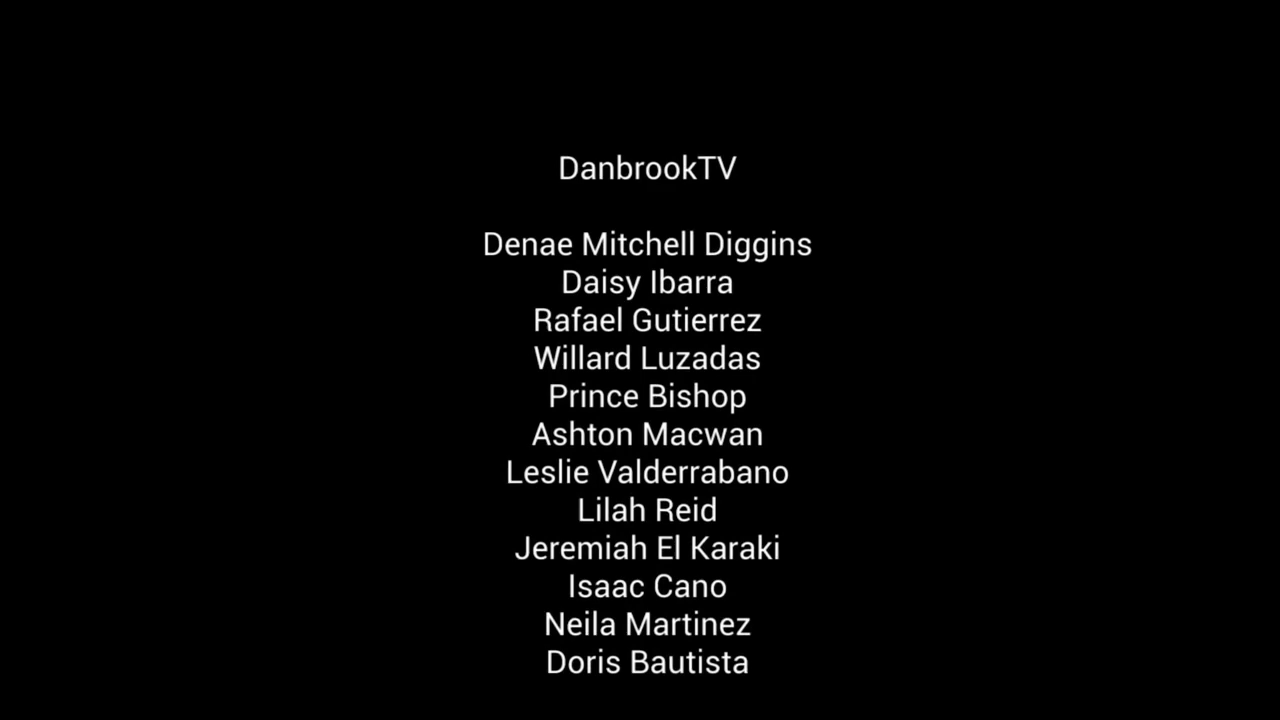 DanbrookTV
Denae Mitchell Diggins
Daisy Ibarra
Rafael Gutierrez
Willard Luzadas
Prince Bishop
Ashton Macwan
Leslie Valderrabano
Lilah Reid
Jeremiah El Karaki
Isaac Cano
Neila Martinez
Doris Bautista